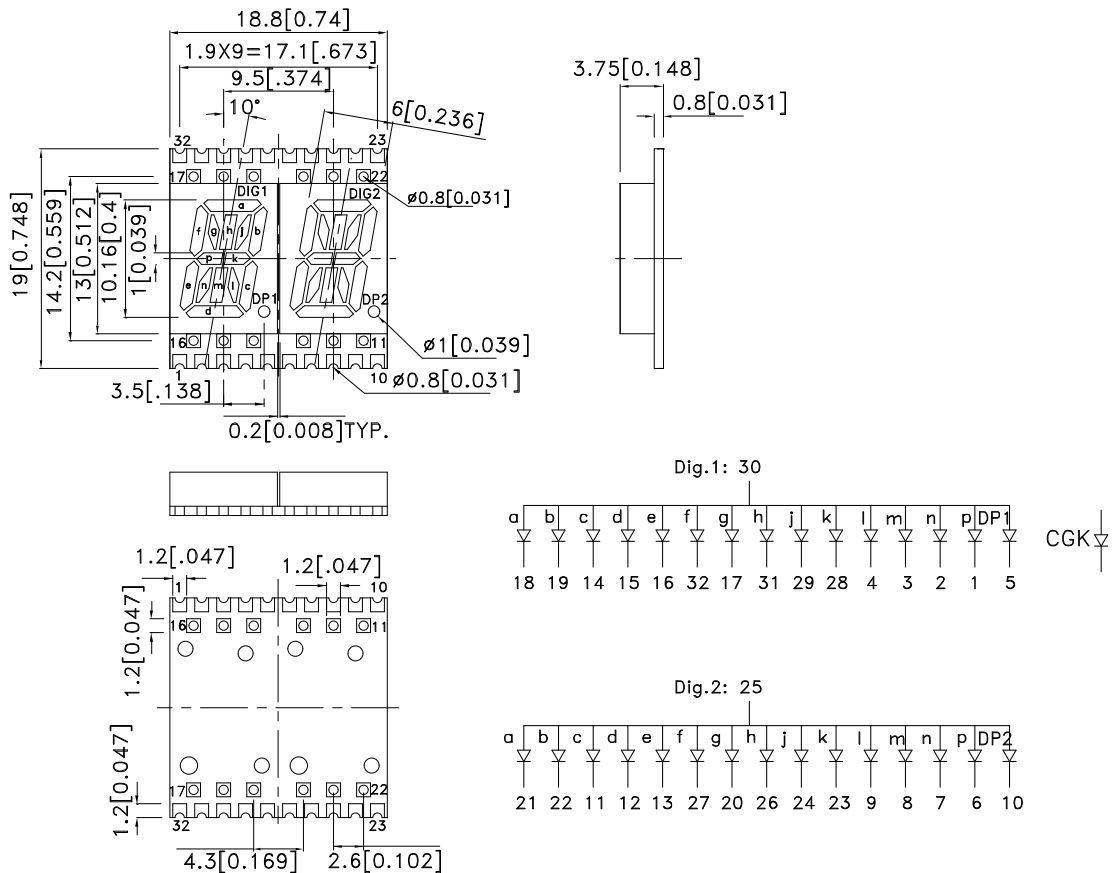 18.8[0.74]
1.9X9=17.1[.673]
9.5[.374]
10°
6[0.236]
32 23
17 22
DIG1 DIG2
ø0.8[0.031]
a
f g h j b
p k
e n m l c
d
DP1 DP2
16 11
1 10
19[0.748]
14.2[0.559]
13[0.512]
10.16[0.4]
1[0.039]
ø1[0.039]
ø0.8[0.031]
3.5[.138]
0.2[0.008]TYP.
3.75[0.148]
0.8[0.031]
1.2[.047] 1.2[.047]
1 10
16 11
1.2[0.047]
1.2[0.047]
17 22
32 23
4.3[0.169] 2.6[0.102]
Dig.1: 30
a b c d e f g h j k l m n p DP1
18 19 14 15 16 32 17 31 29 28 4 3 2 1 5
CGK
Dig.2: 25
a b c d e f g h j k l m n p DP2
21 22 11 12 13 27 20 26 24 23 9 8 7 6 10